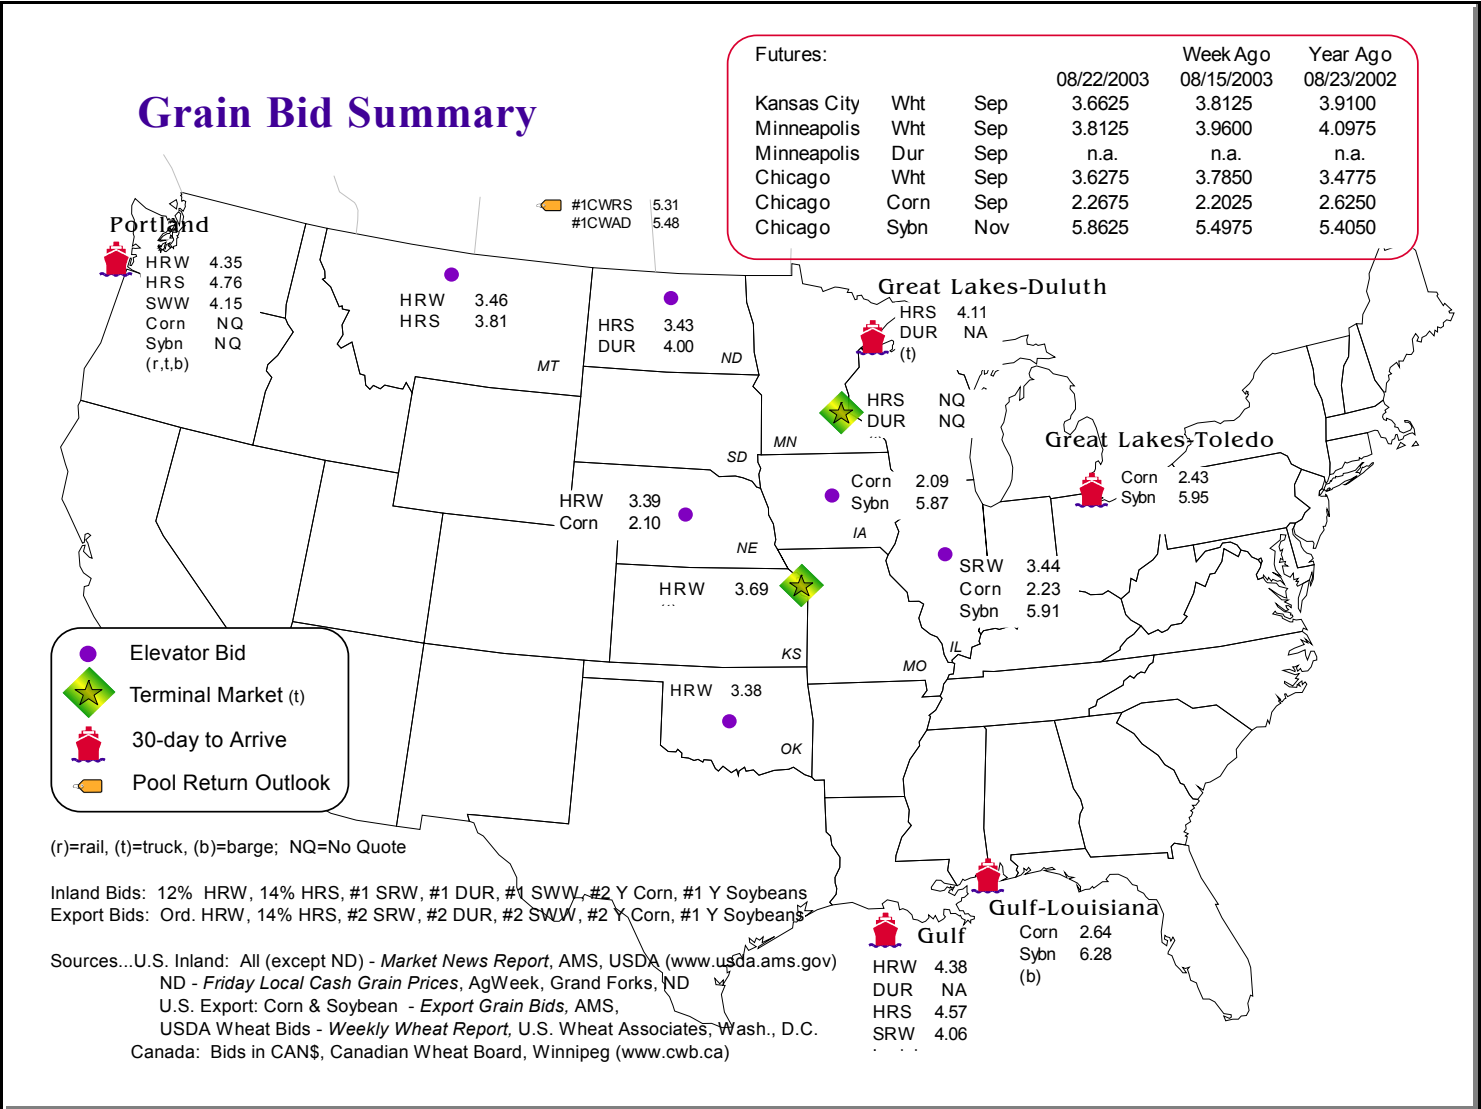 Grain Bid Summary
Futures: Week Ago Year Ago
08/22/2003 08/15/2003 08/23/2002
Kansas City Wht Sep 3.6625 3.8125 3.9100
Minneapolis Wht Sep 3.8125 3.9600 4.0975
Minneapolis Dur Sep n.a. n.a. n.a.
Chicago Wht Sep 3.6275 3.7850 3.4775
Chicago Corn Sep 2.2675 2.2025 2.6250
Chicago Sybn Nov 5.8625 5.4975 5.4050
#1CWRS 5.31
#1CWAD 5.48
Portland
HRW 4.35
HRS 4.76
SWW 4.15
Corn NQ
Sybn NQ
(r,t,b)
HRW 3.46
HRS 3.81
MT
HRS 3.43
DUR 4.00
ND
Great Lakes-Duluth
HRS 4.11
DUR NA
(t)
HRS NQ
DUR NQ
MN
SD
Great Lakes-Toledo
Corn 2.43
Sybn 5.95
HRW 3.39
Corn 2.10
NE
Corn 2.09
Sybn 5.87
IA
SRW 3.44
Corn 2.23
Sybn 5.91
IL
HRW 3.69
KS
MO
HRW 3.38
OK
Elevator Bid
Terminal Market (t)
30-day to Arrive
Pool Return Outlook
Gulf-Louisiana
Corn 2.64
Sybn 6.28
(b)
Gulf
HRW 4.38
DUR NA
HRS 4.57
SRW 4.06
(r)=rail, (t)=truck, (b)=barge; NQ=No Quote
Inland Bids: 12% HRW, 14% HRS, #1 SRW, #1 DUR, #1 SWW, #2 Y Corn, #1 Y Soybeans
Export Bids: Ord. HRW, 14% HRS, #2 SRW, #2 DUR, #2 SWW, #2 Y Corn, #1 Y Soybeans
Sources...U.S. Inland: All (except ND) - Market News Report, AMS, USDA (www.usda.ams.gov)
ND - Friday Local Cash Grain Prices, AgWeek, Grand Forks, ND
U.S. Export: Corn & Soybean - Export Grain Bids, AMS,
USDA Wheat Bids - Weekly Wheat Report, U.S. Wheat Associates, Wash., D.C.
Canada: Bids in CAN$, Canadian Wheat Board, Winnipeg (www.cwb.ca)